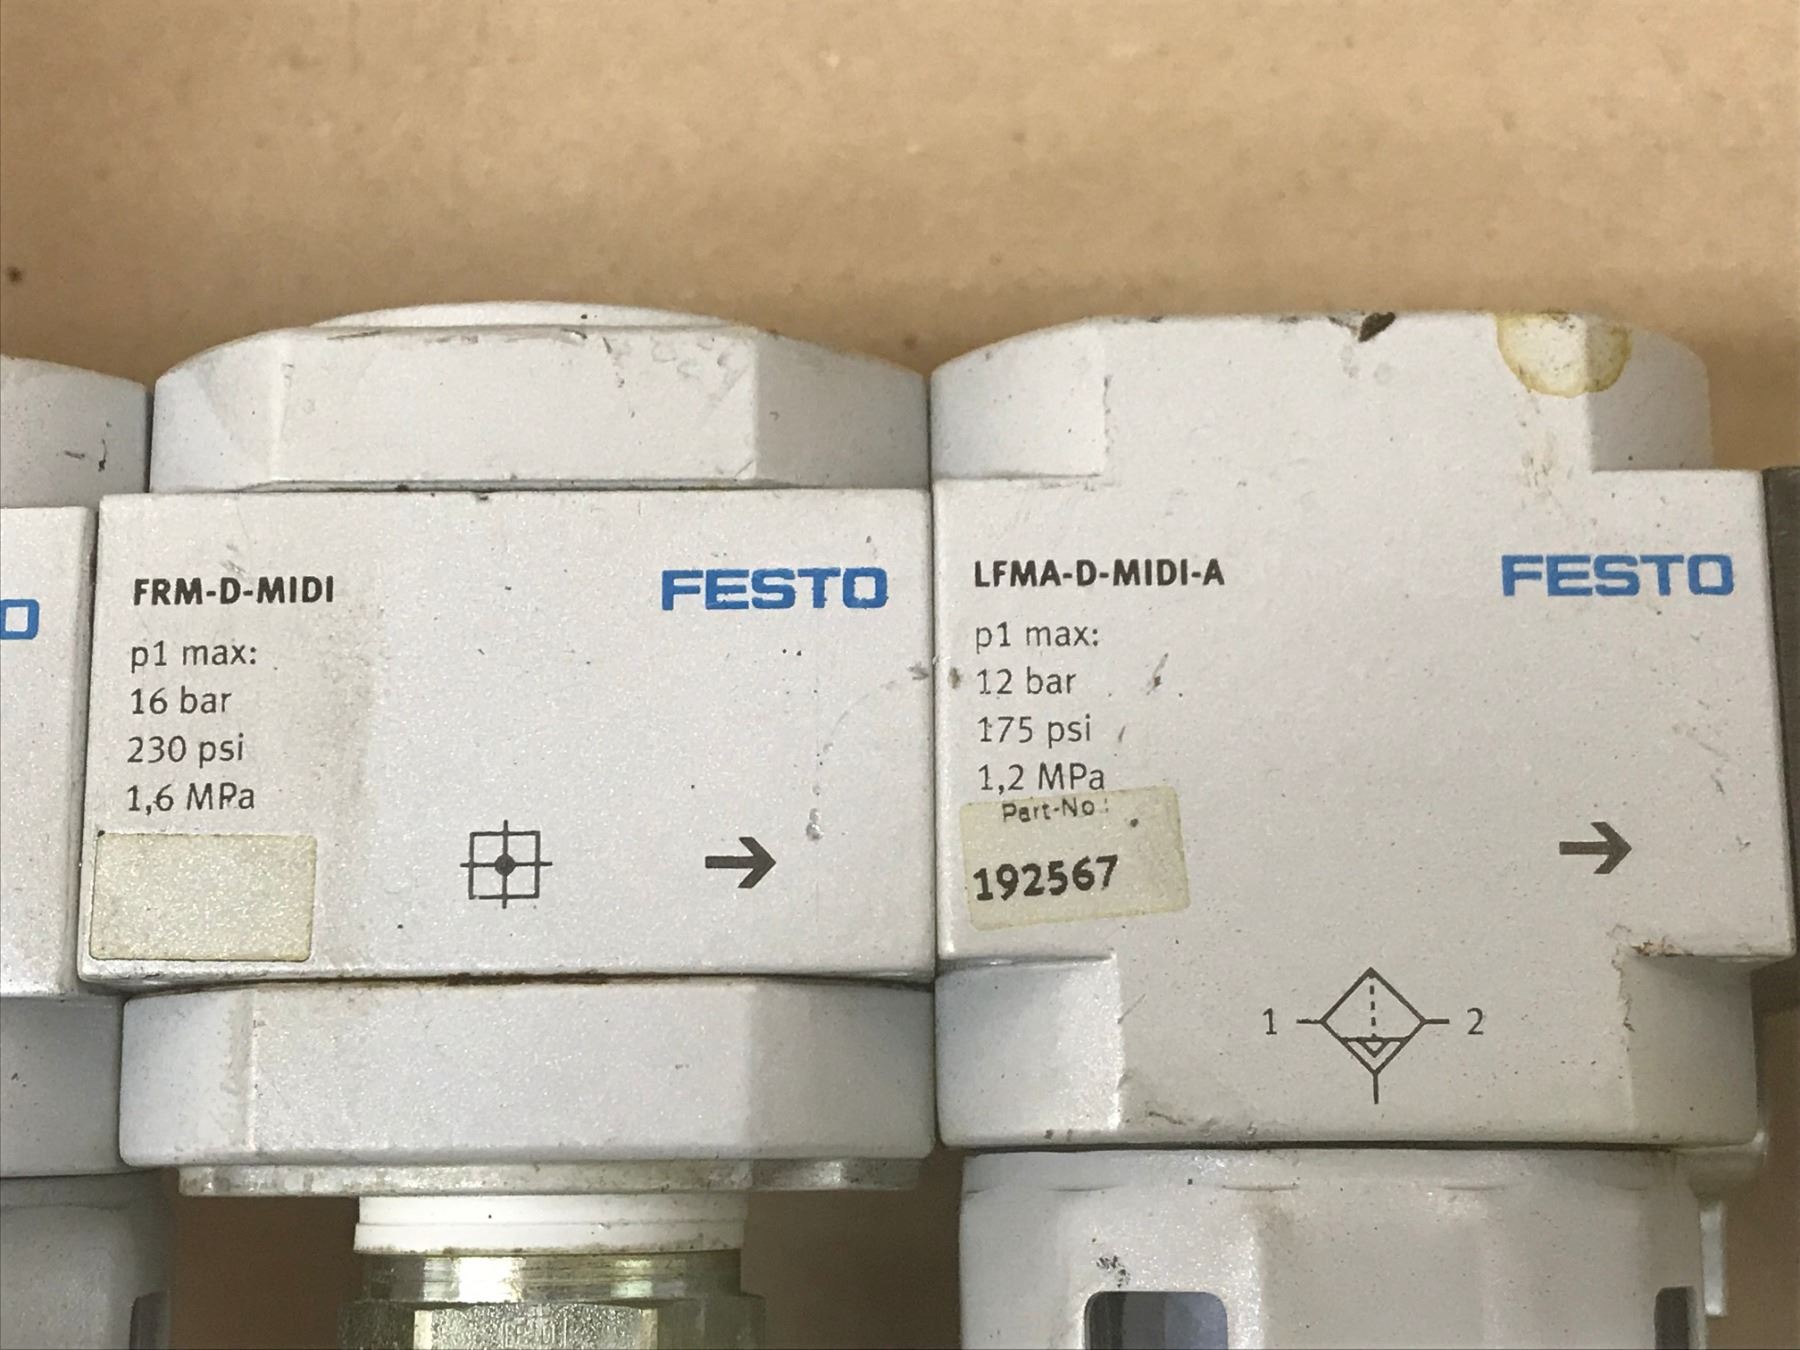 O
FRM-D-MIDI
FESTO
p1 max:
16 bar
230 psi
1,6 MPa
LFMA-D-MIDI-A
FESTO
p1 max:
12 bar
175 psi
1,2 MPa
Part-No.:
192567
1
2